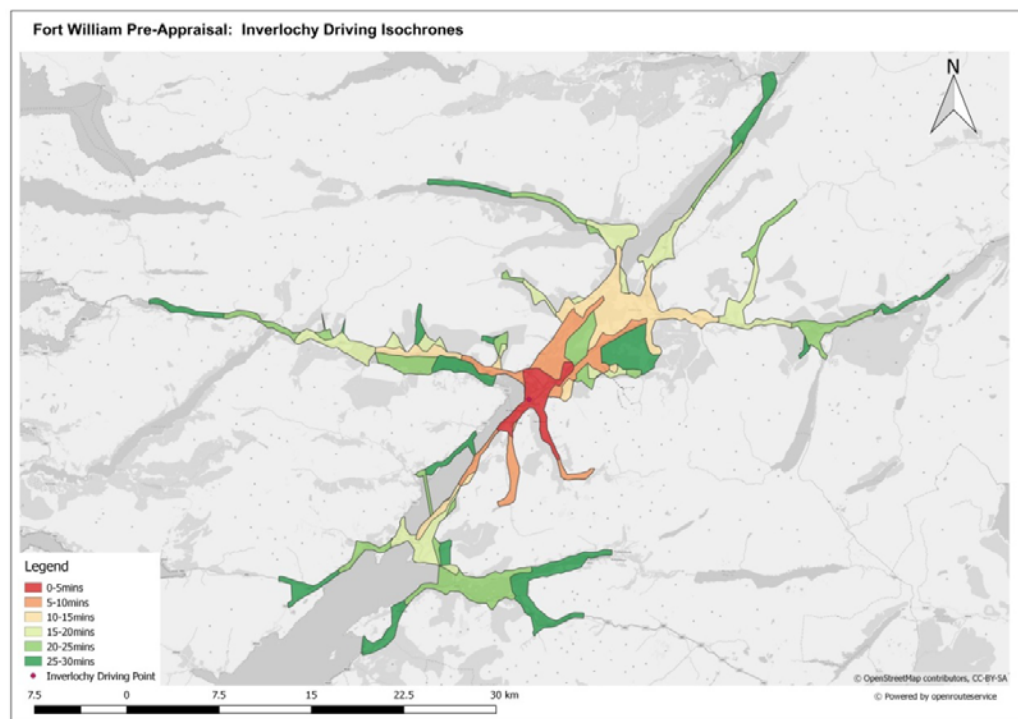 Fort William Pre-Appraisal: Inverlochy Driving Isochrones
N
Legend
0-5mins
5-10mins
10-15mins
15-20mins
20-25mins
25-30mins
Inverlochy Driving Point
7.5 0 7.5 15 22.5 30 km
© OpenStreetMap contributors, CC-BY-SA
© Powered by openrouteservice